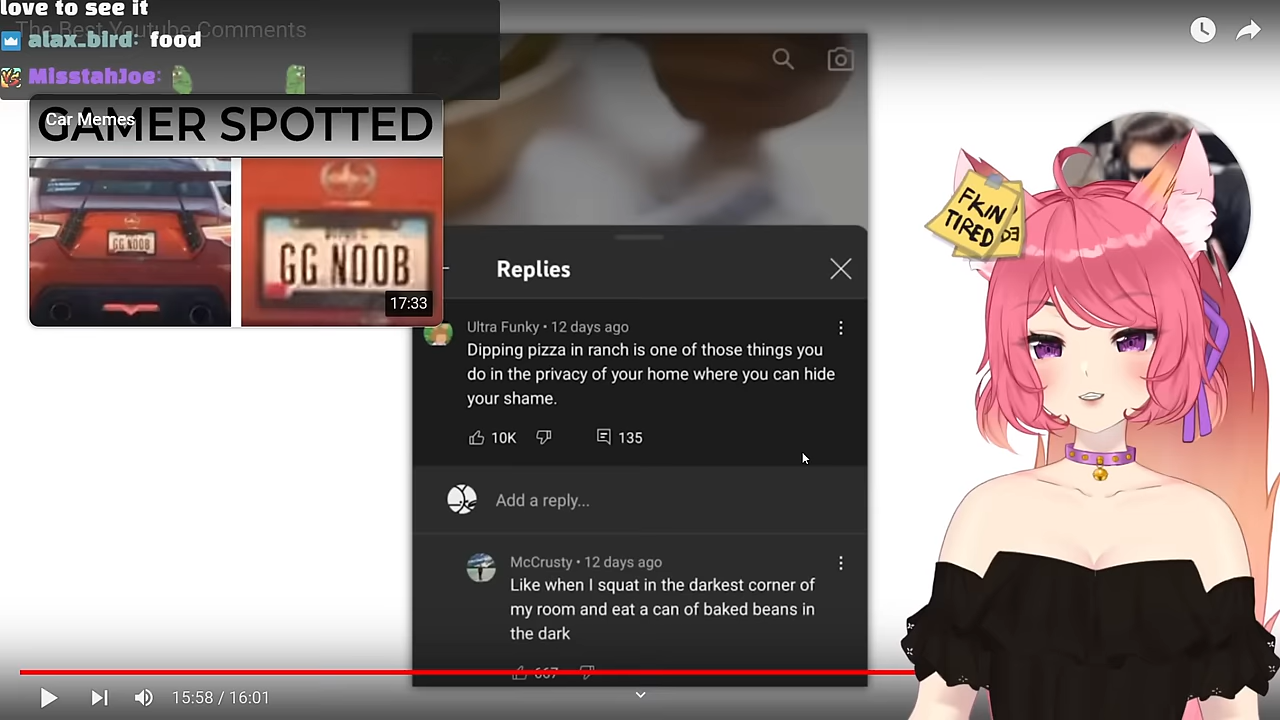 love to see it
The Best Youtube Comments
alax_bird: food
MisstahJoe:
GAMER SPOTTED
Car Memes
GG NOOB
GG NOOB
17:33
FKIN
TIRED
Replies
Ultra Funky • 12 days ago
Dipping pizza in ranch is one of those things you
do in the privacy of your home where you can hide
your shame.
10K
135
Add a reply...
McCrusty • 12 days ago
Like when I squat in the darkest corner of
my room and eat a can of baked beans in
the dark
667
15:58 / 16:01